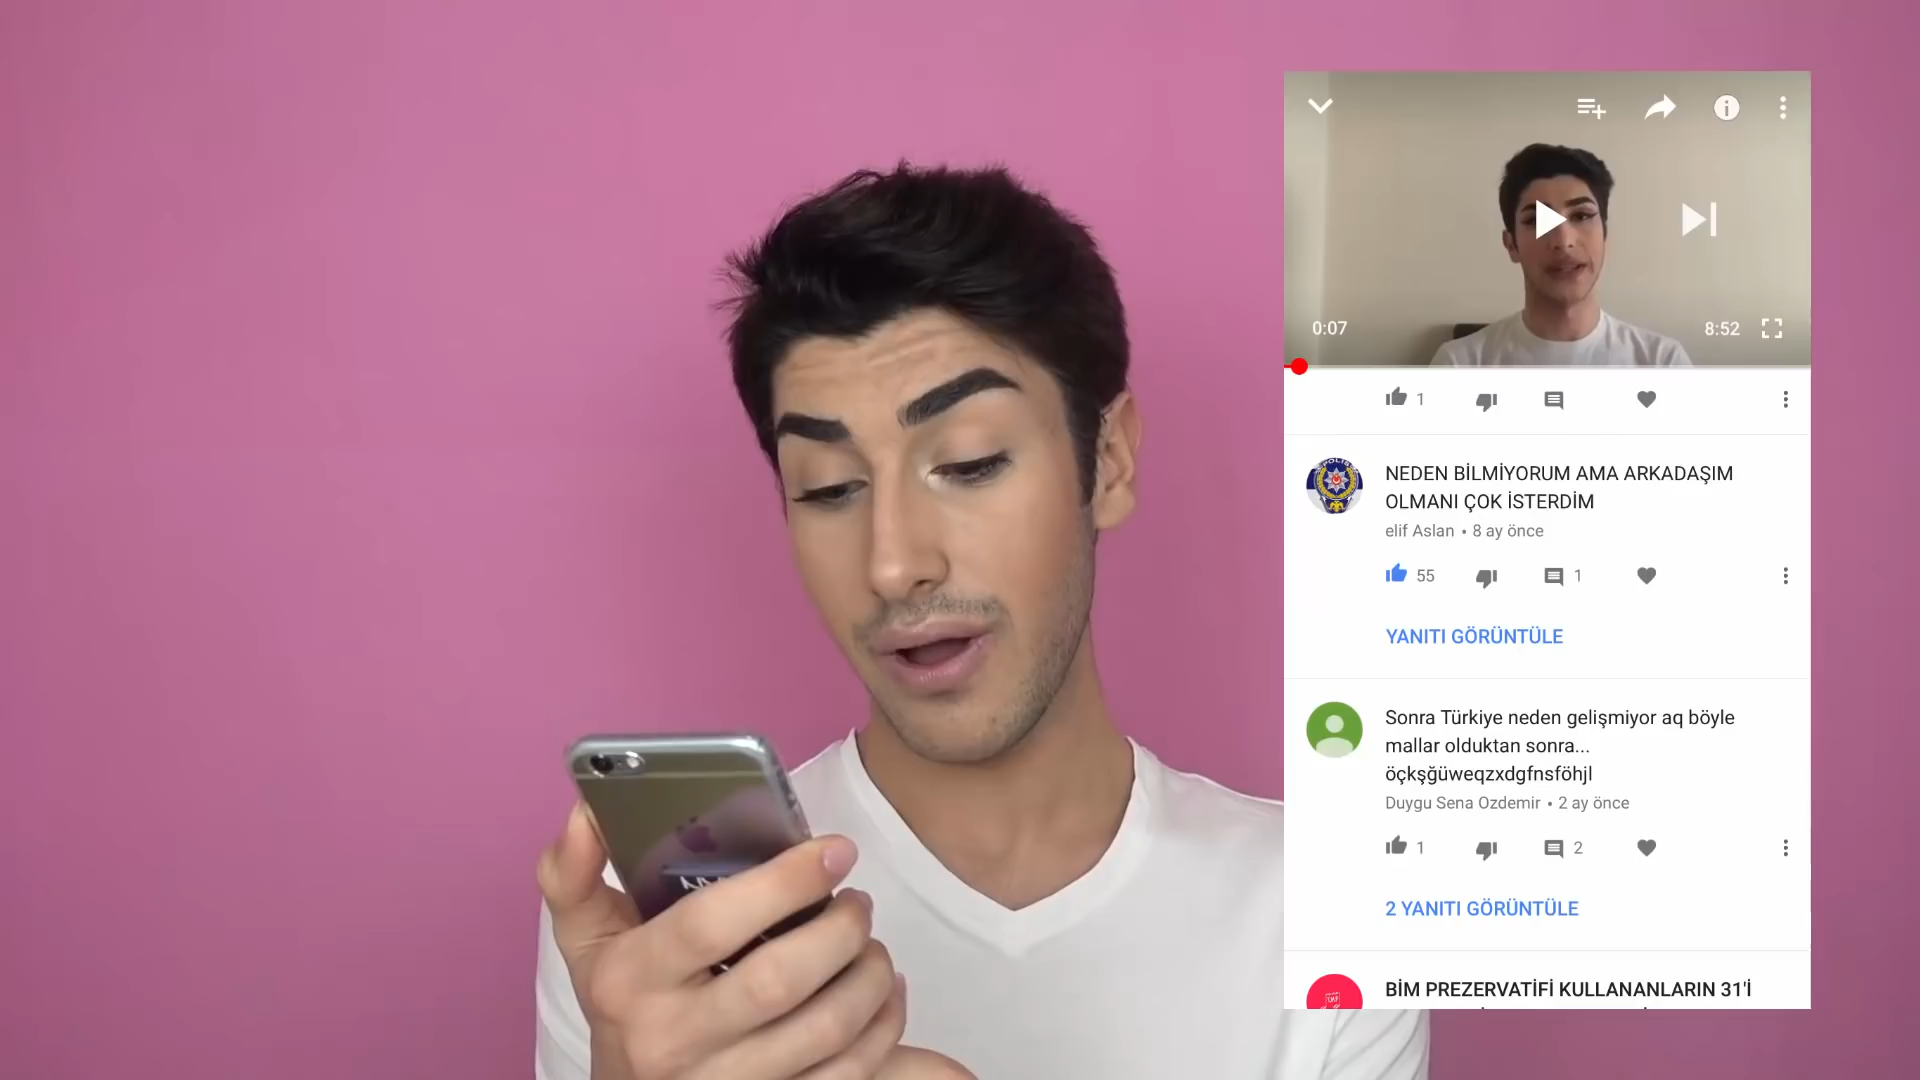 0:07
8:52
1
NEDEN BİLMİYORUM AMA ARKADAŞIM
OLMANI ÇOK İSTERDİM
elif Aslan • 8 ay önce
55
1
YANITI GÖRÜNTÜLE
Sonra Türkiye neden gelişmiyor aq böyle
mallar olduktan sonra...
öçkşğüweqzxdgfnsföhjl
Duygu Sena Ozdemir • 2 ay önce
1
2
2 YANITI GÖRÜNTÜLE
BİM PREZERVATİFİ KULLANANLARIN 31'İ